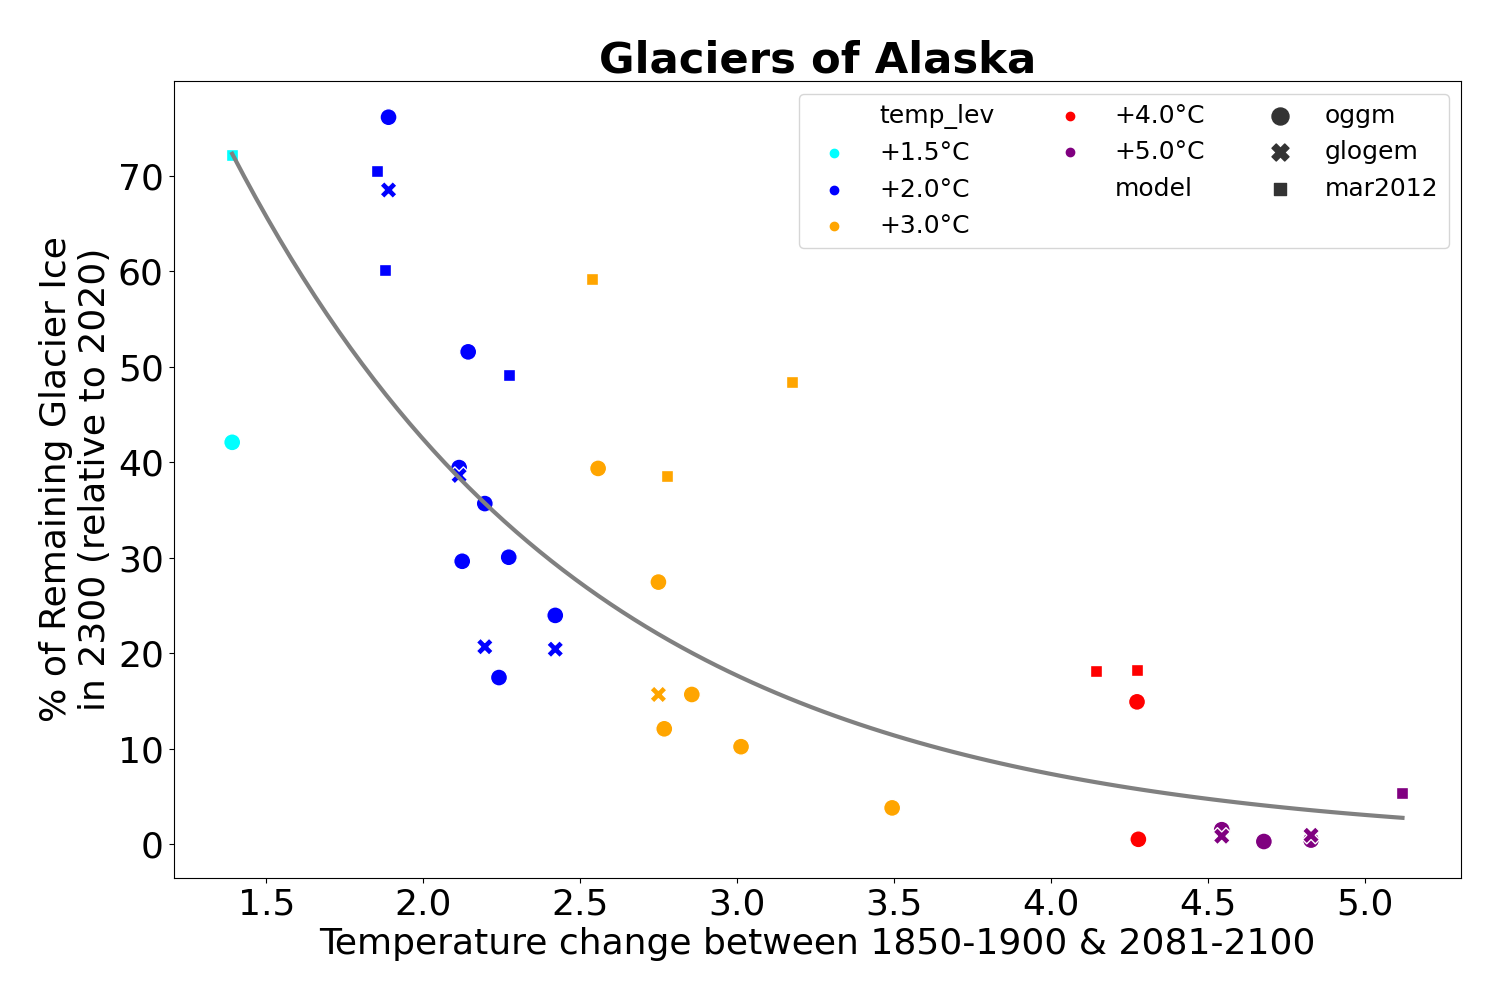 Glaciers of Alaska
temp_lev
+1.5°C
+2.0°C
+3.0°C
+4.0°C
+5.0°C
model
oggm
glogem
mar2012
% of Remaining Glacier Ice
in 2300 (relative to 2020)
70
60
50
40
30
20
10
0
1.5 2.0 2.5 3.0 3.5 4.0 4.5 5.0
Temperature change between 1850-1900 & 2081-2100